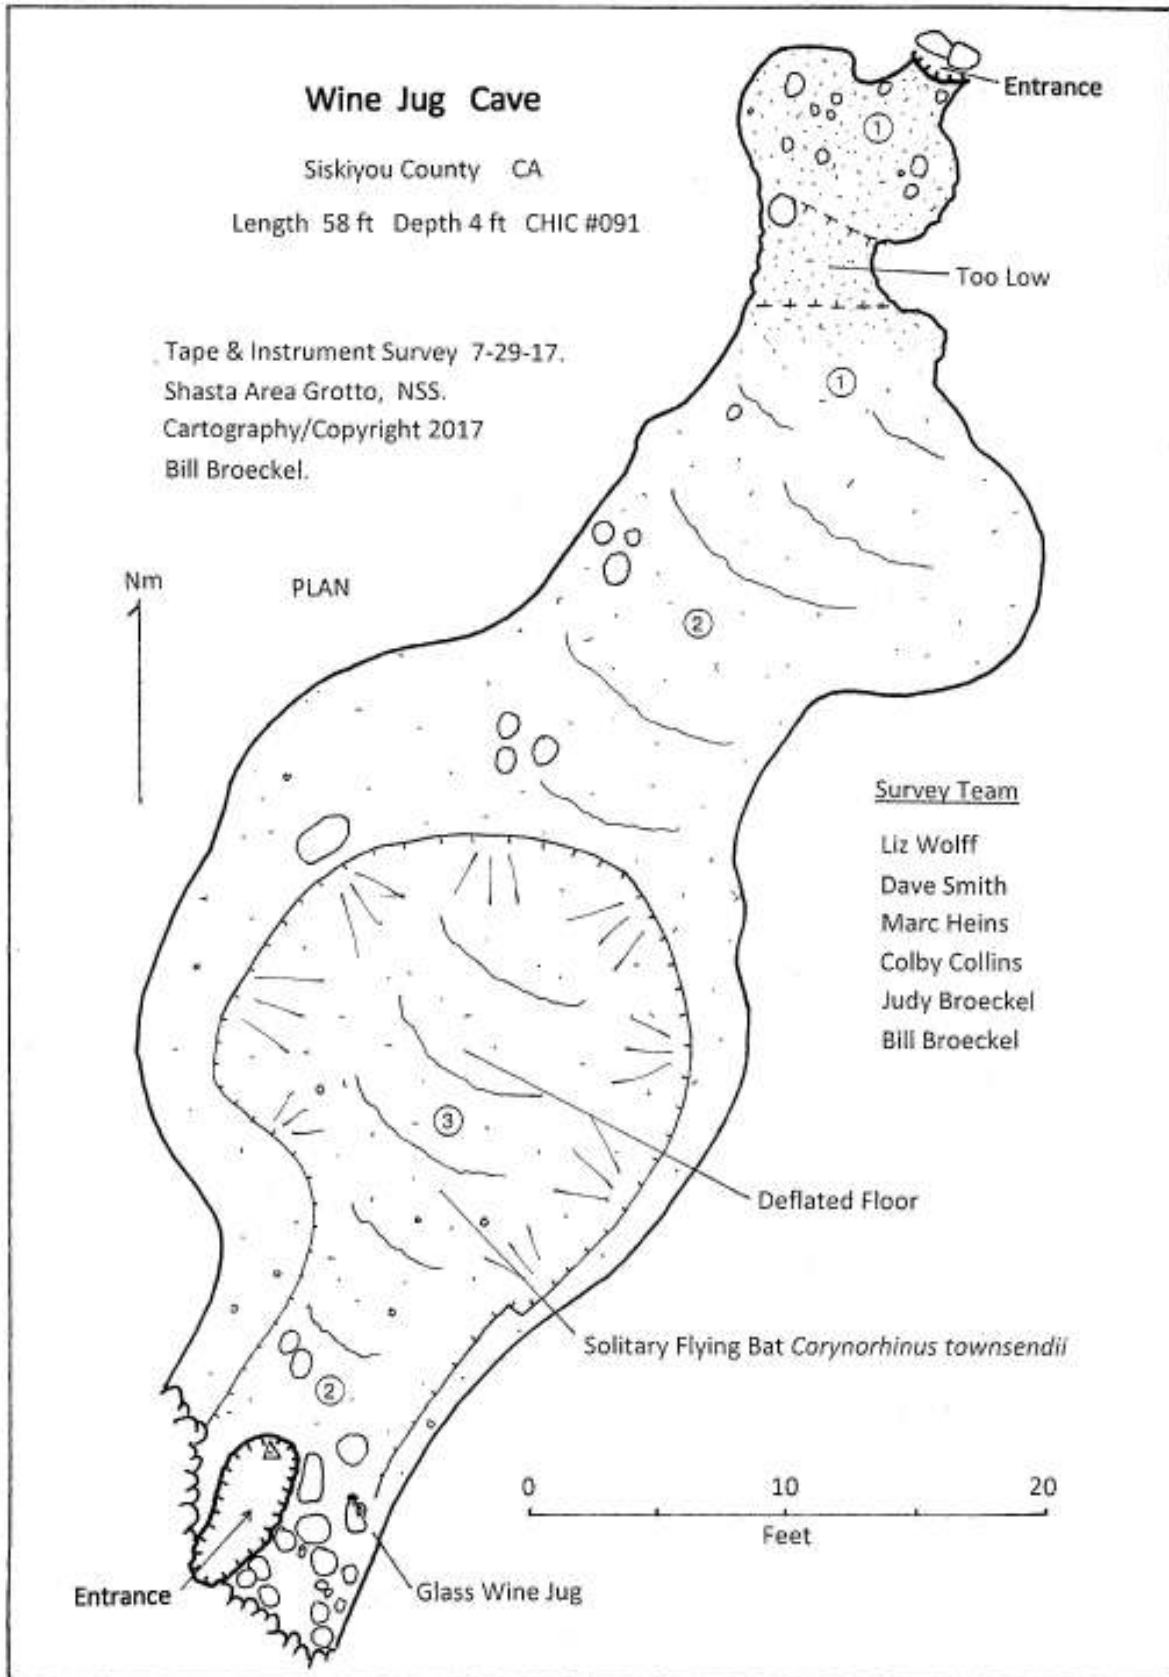 Wine Jug Cave
Siskiyou County CA
Length 58 ft Depth 4 ft CHIC #091
Tape & Instrument Survey 7-29-17.
Shasta Area Grotto, NSS.
Cartography/Copyright 2017
Bill Broeckel.
Entrance
1
Too Low
1
Nm
PLAN
2
Survey Team
Liz Wolff
Dave Smith
Marc Heins
Colby Collins
Judy Broeckel
Bill Broeckel
3
Deflated Floor
Solitary Flying Bat Corynorhinus townsendii
2
0 10 20
Feet
Entrance
Glass Wine Jug